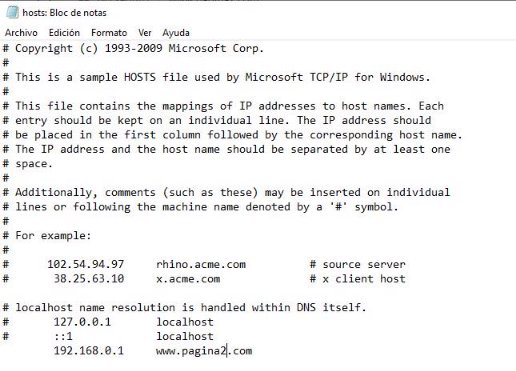 hosts: Bloc de notas
Archivo Edición Formato Ver Ayuda
# Copyright (c) 1993-2009 Microsoft Corp.
#
# This is a sample HOSTS file used by Microsoft TCP/IP for Windows.
#
# This file contains the mappings of IP addresses to host names. Each
# entry should be kept on an individual line. The IP address should
# be placed in the first column followed by the corresponding host name.
# The IP address and the host name should be separated by at least one
# space.
#
# Additionally, comments (such as these) may be inserted on individual
# lines or following the machine name denoted by a '#' symbol.
#
# For example:
#
#      102.54.94.97     rhino.acme.com          # source server
#       38.25.63.10     x.acme.com              # x client host

# localhost name resolution is handled within DNS itself.
#       127.0.0.1       localhost
#       ::1             localhost
        192.168.0.1     www.pagina2.com